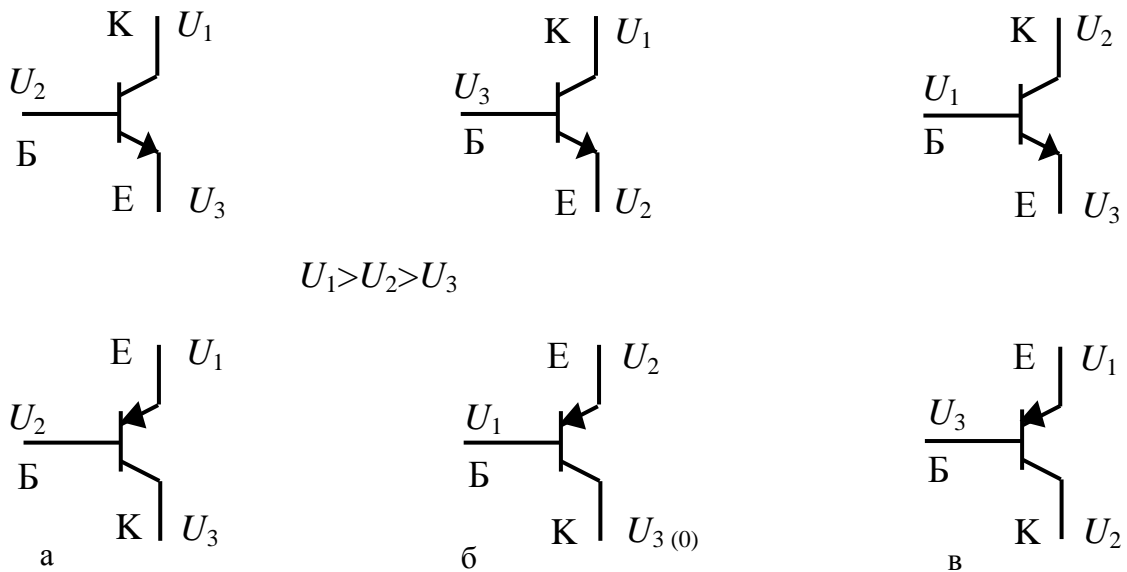 К U1 К U1 К U2
U2 U3 U1
Б Б Б
Е U3 Е U2 Е U3
U1>U2>U3
Е U1 Е U2 Е U1
U2 U1 U3
Б Б Б
К U3 К U3 (0) К U2
а б в